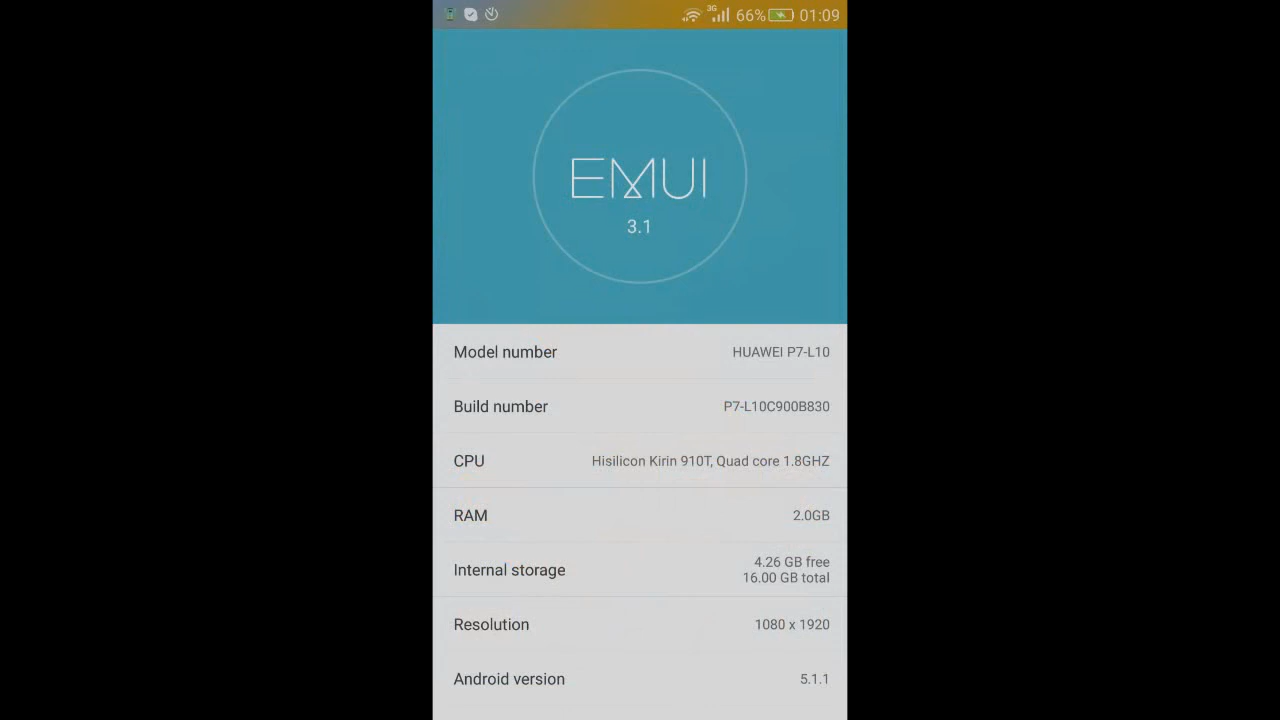 3G 66% 01:09
EMUI
3.1
Model number HUAWEI P7-L10
Build number P7-L10C900B830
CPU Hisilicon Kirin 910T, Quad core 1.8GHZ
RAM 2.0GB
Internal storage 4.26 GB free
16.00 GB total
Resolution 1080 x 1920
Android version 5.1.1